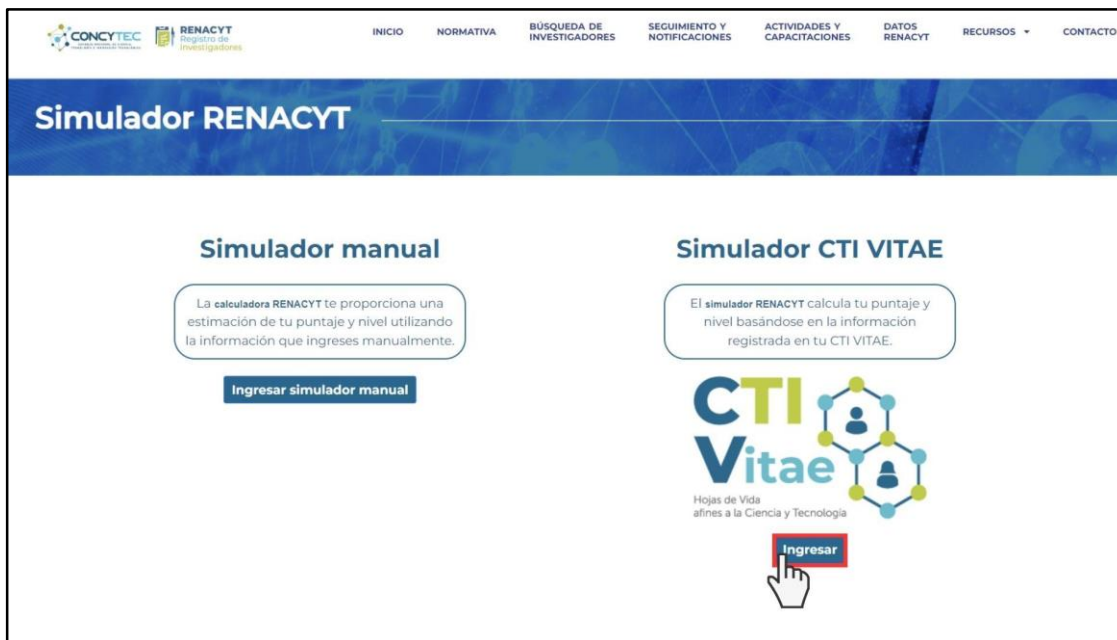 CONCYTEC
RENACYT
Registro de
Investigadores
INICIO
NORMATIVA
BÚSQUEDA DE
INVESTIGADORES
SEGUIMIENTO Y
NOTIFICACIONES
ACTIVIDADES Y
CAPACITACIONES
DATOS
RENACYT
RECURSOS
CONTACTO
Simulador RENACYT
Simulador manual
La calculadora RENACYT te proporciona una
estimación de tu puntaje y nivel utilizando
la información que ingreses manualmente.
Ingresar simulador manual
Simulador CTI VITAE
El simulador RENACYT calcula tu puntaje y
nivel basándose en la información
registrada en tu CTI VITAE.
CTI
Vitae
Hojas de Vida
afines a la Ciencia y Tecnología
Ingresar